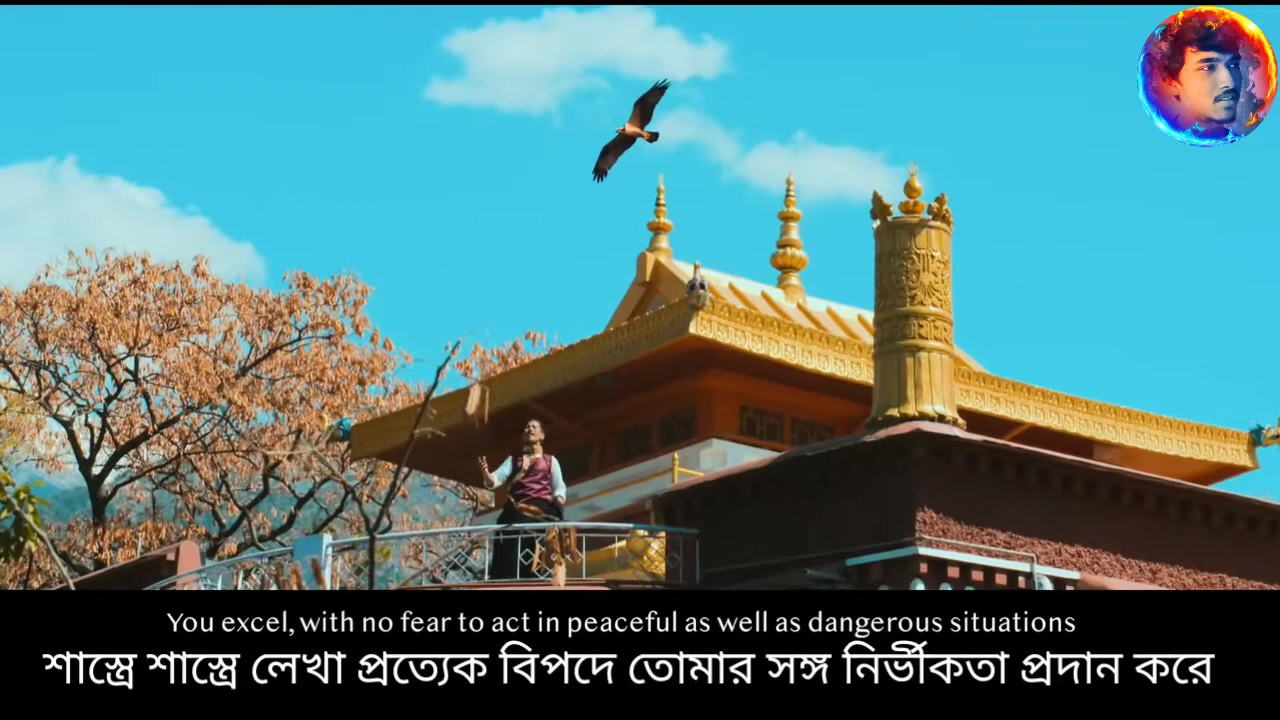 You excel, with no fear to act in peaceful as well as dangerous situations
শাস্ত্রে শাস্ত্রে লেখা প্রত্যেক বিপদে তোমার সঙ্গ নির্ভীকতা প্রদান করে